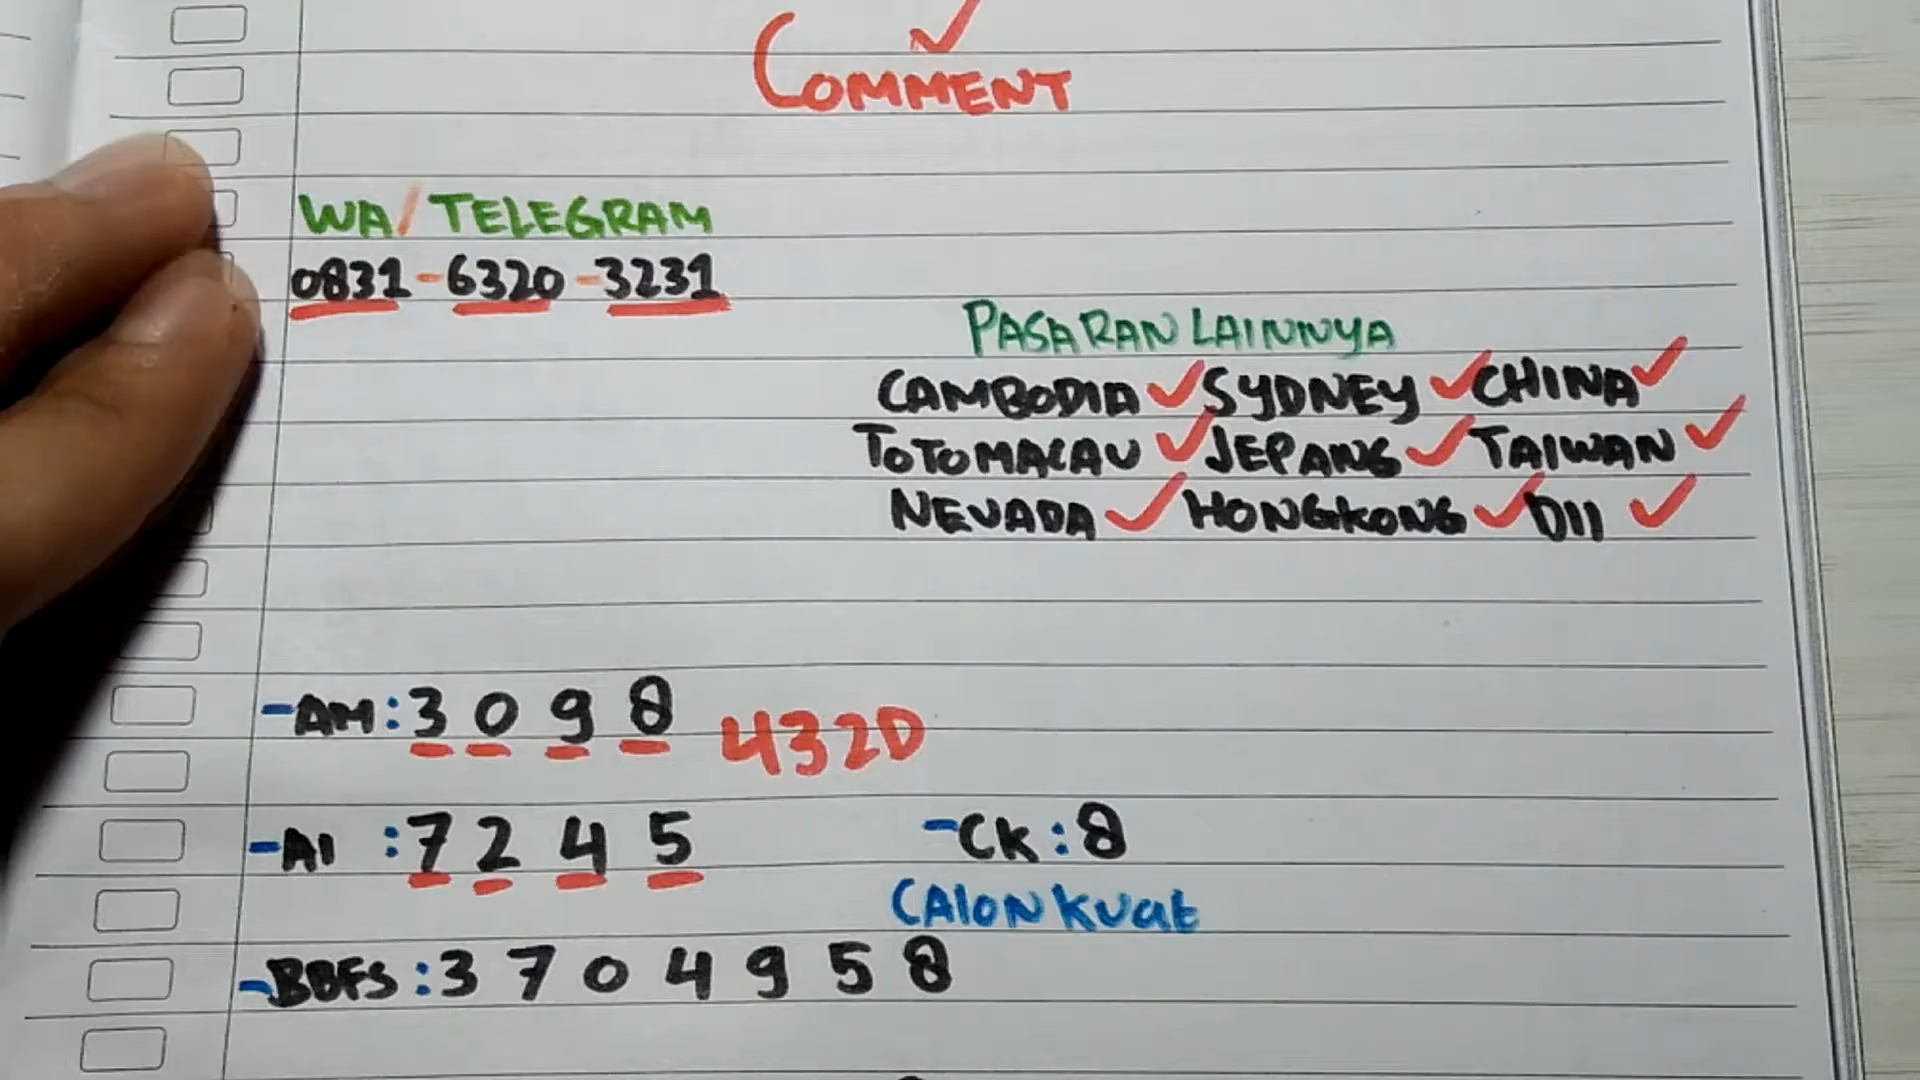 COMMENT
WA/TELEGRAM
0831-6320-3231
PASARAN LAINNYA
CAMBODIA ✓ SYDNEY ✓ CHINA ✓
TOTOMACAU ✓ JEPANG ✓ TAIWAN ✓
NEVADA ✓ HONGKONG ✓ Dll ✓
-AM: 3 0 9 8 432D
-AI : 7 2 4 5 -CK: 8
CALON KUAt
-BBFS: 3 7 0 4 9 5 8